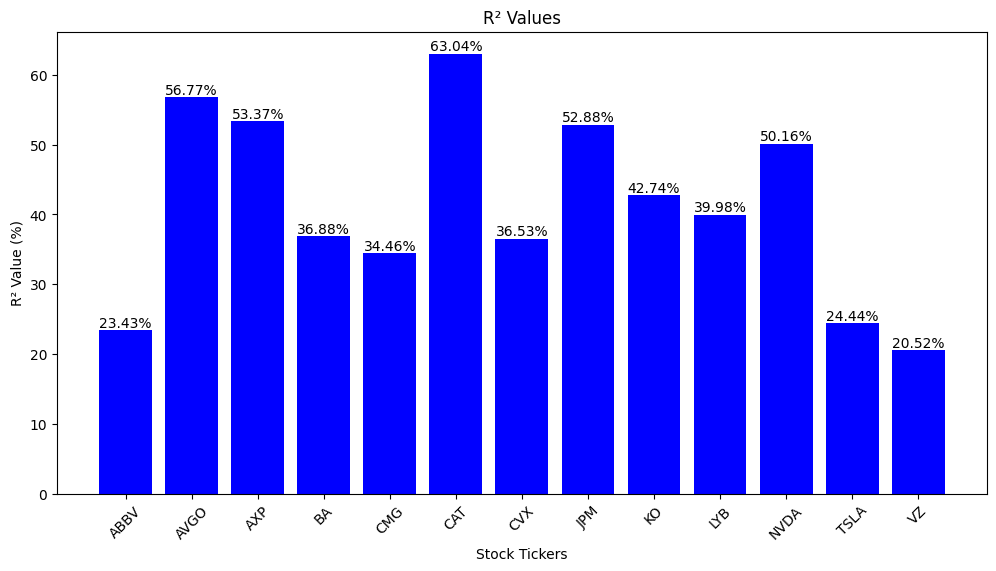 R² Values
63.04%
56.77%
53.37%
52.88%
50.16%
42.74%
39.98%
36.88%
36.53%
34.46%
24.44%
23.43%
20.52%
R² Value (%)
60
50
40
30
20
10
0
ABBV
AVGO
AXP
BA
CMG
CAT
CVX
JPM
KO
LYB
NVDA
TSLA
VZ
Stock Tickers